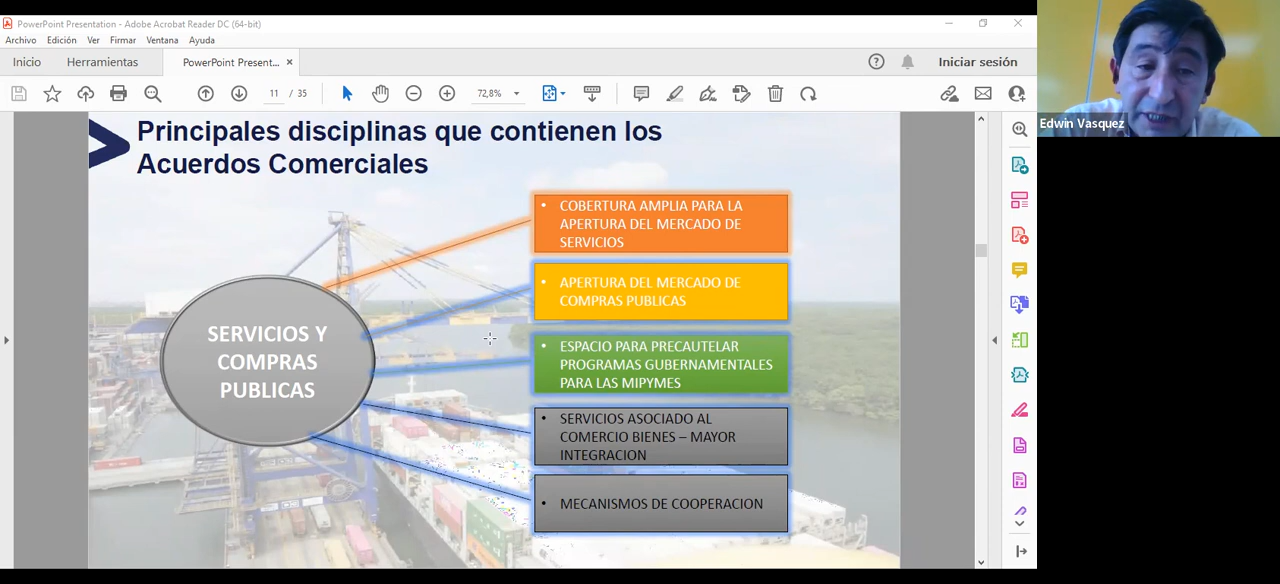 PowerPoint Presentation - Adobe Acrobat Reader DC (64-bit)
Archivo Edición Ver Firmar Ventana Ayuda
Inicio Herramientas PowerPoint Present... ×
Iniciar sesión
11 / 35 72,8%
Edwin Vasquez
Principales disciplinas que contienen los
Acuerdos Comerciales
SERVICIOS Y
COMPRAS
PUBLICAS
• COBERTURA AMPLIA PARA LA
APERTURA DEL MERCADO DE
SERVICIOS
• APERTURA DEL MERCADO DE
COMPRAS PUBLICAS
• ESPACIO PARA PRECAUTELAR
PROGRAMAS GUBERNAMENTALES
PARA LAS MIPYMES
• SERVICIOS ASOCIADO AL
COMERCIO BIENES – MAYOR
INTEGRACION
• MECANISMOS DE COOPERACION